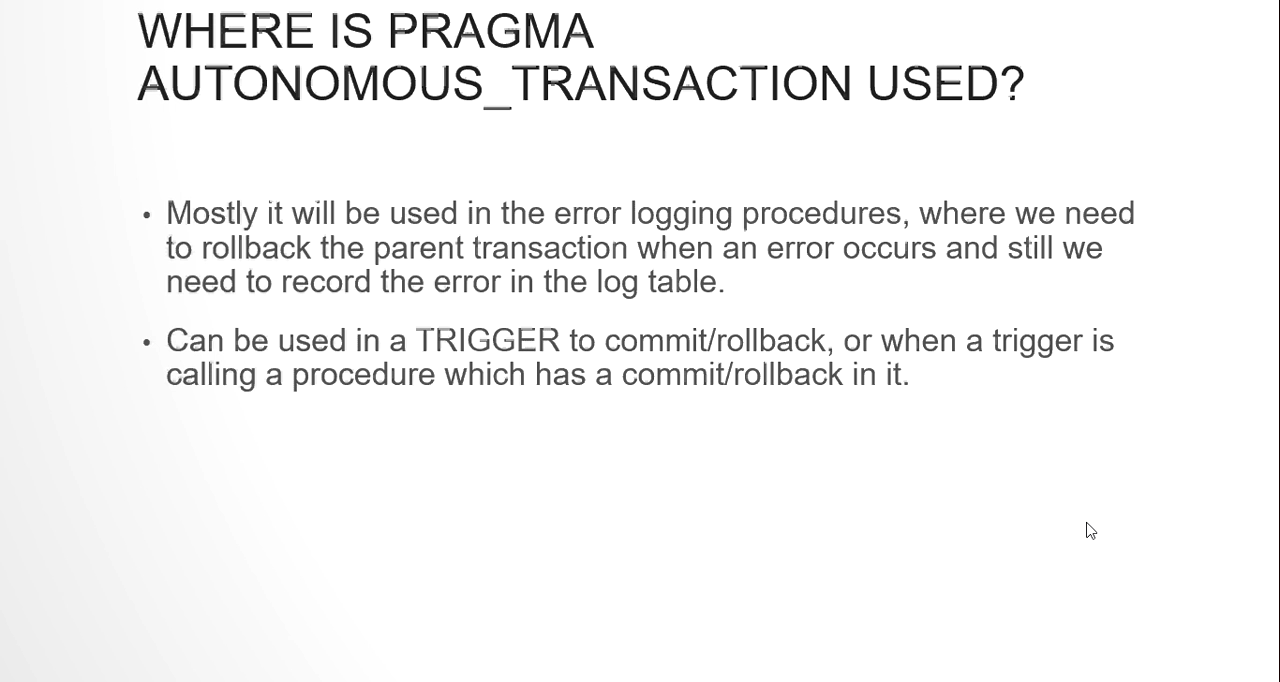 WHERE IS PRAGMA
AUTONOMOUS_TRANSACTION USED?
• Mostly it will be used in the error logging procedures, where we need
to rollback the parent transaction when an error occurs and still we
need to record the error in the log table.
• Can be used in a TRIGGER to commit/rollback, or when a trigger is
calling a procedure which has a commit/rollback in it.